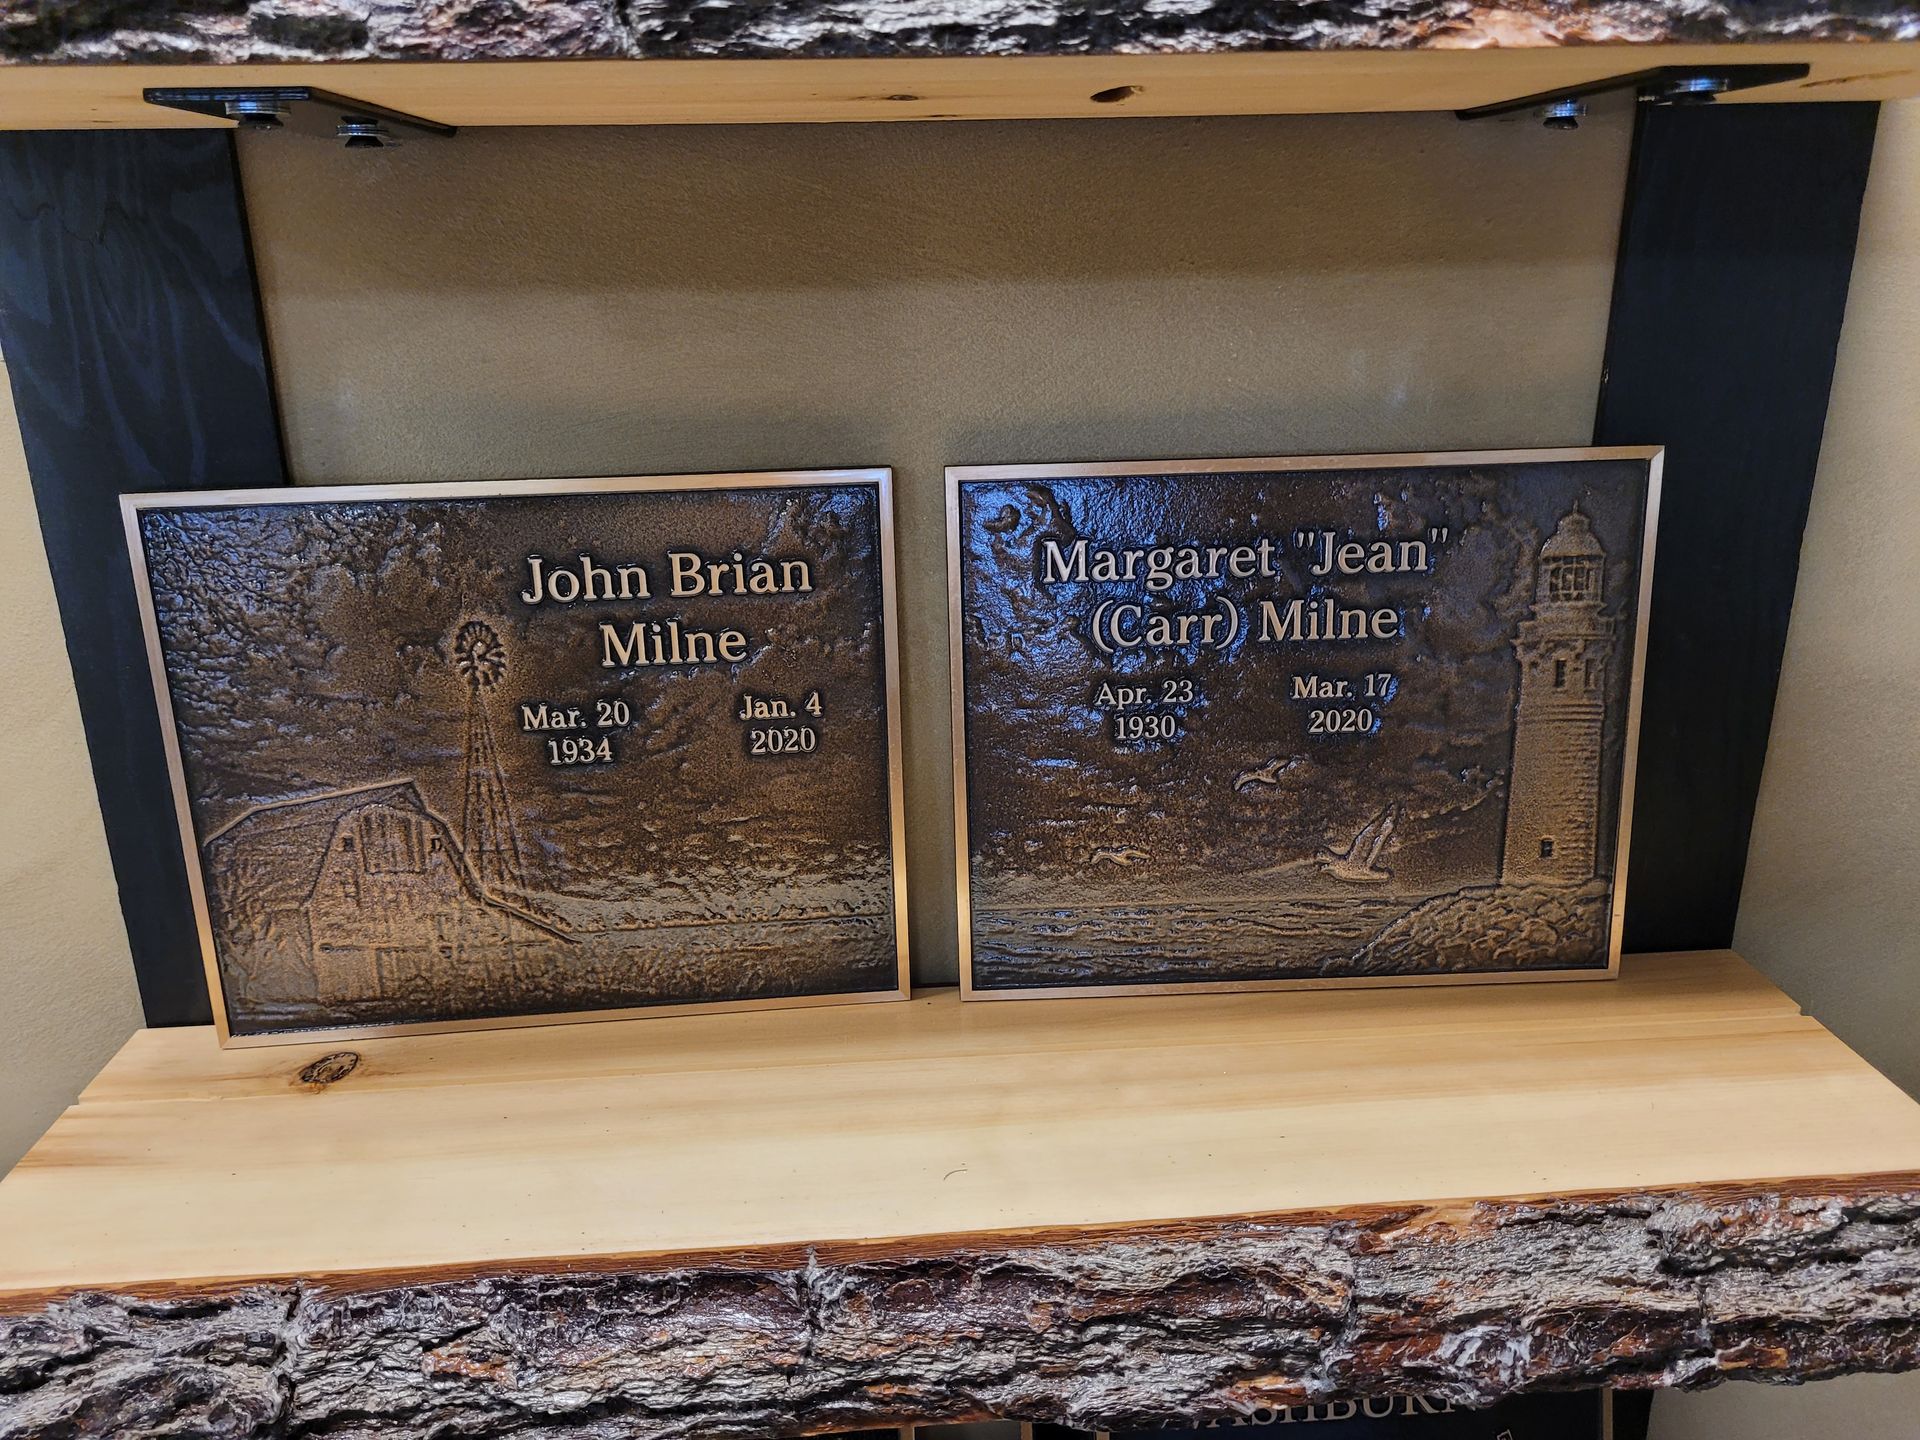 John Brian
Milne
Mar. 20
1934
Jan. 4
2020
Margaret "Jean"
(Carr) Milne
Apr. 23
1930
Mar. 17
2020